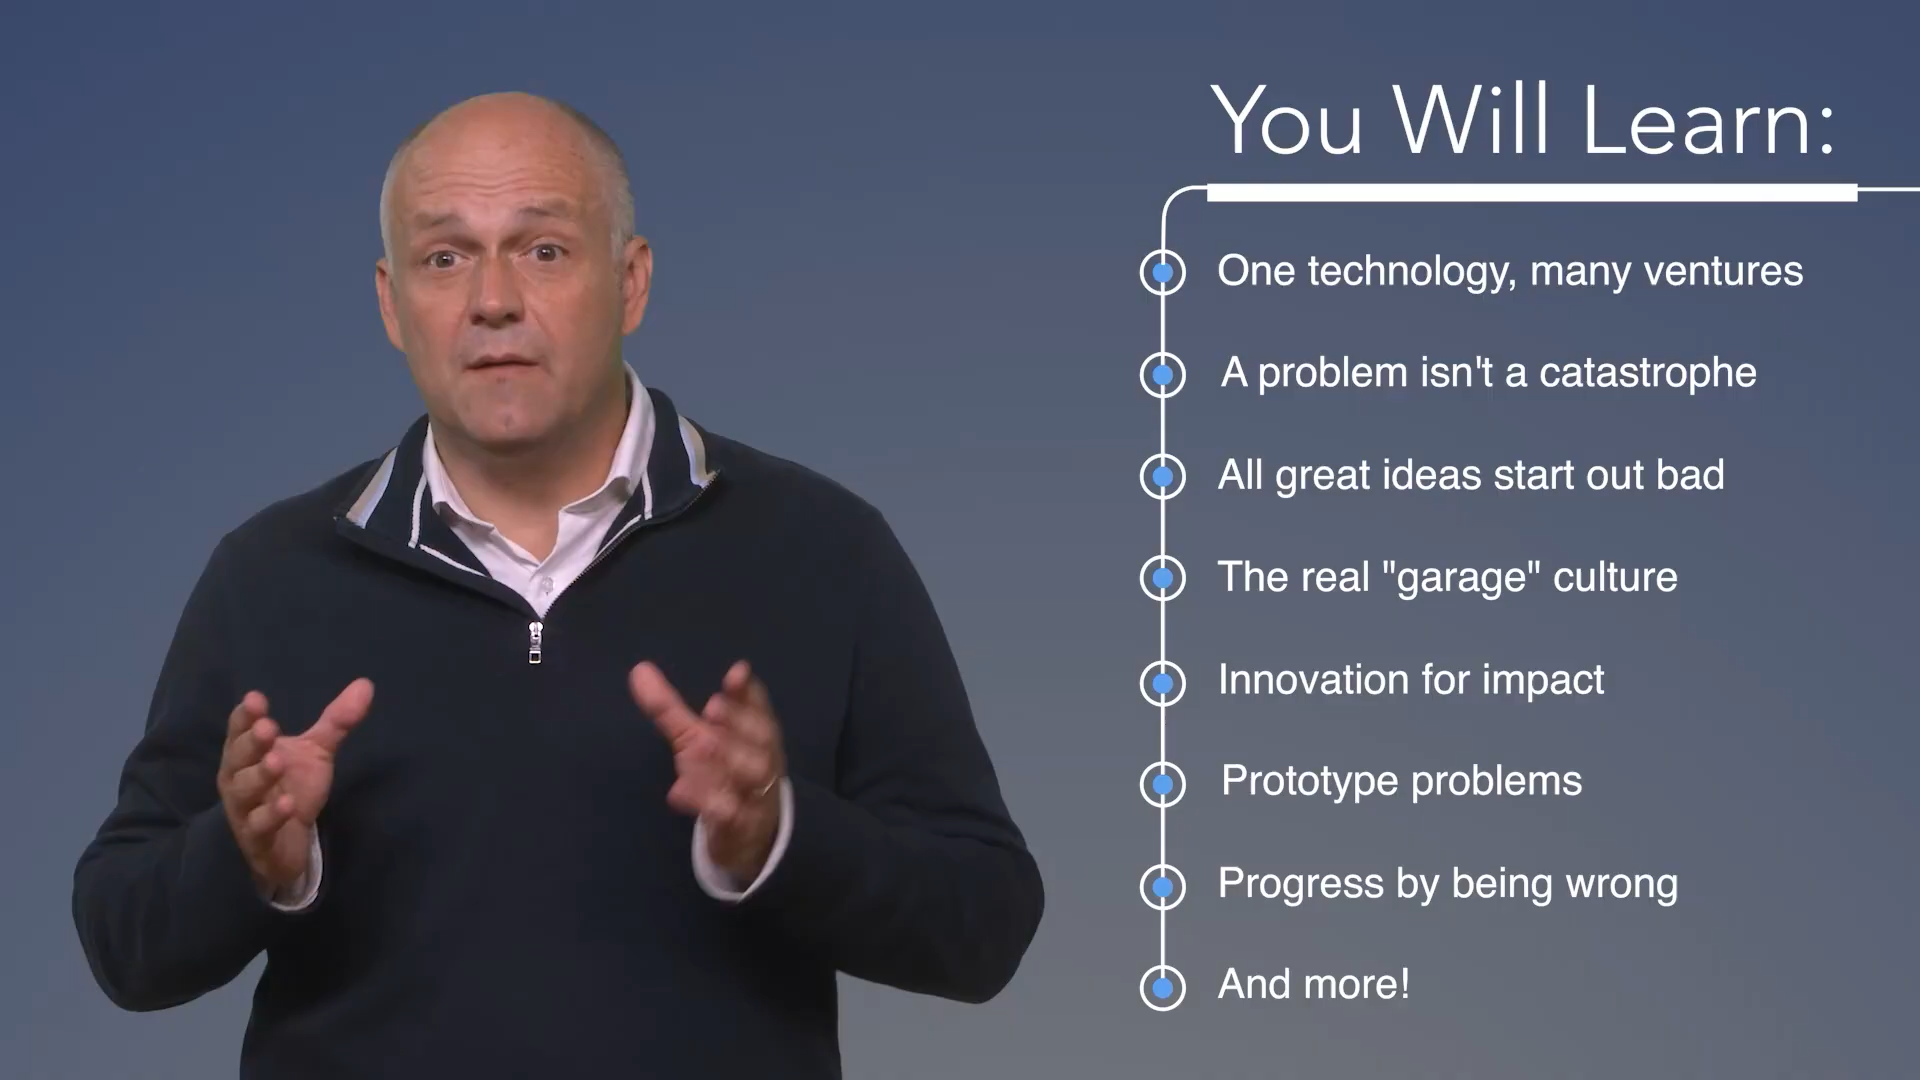 You Will Learn:
One technology, many ventures
A problem isn't a catastrophe
All great ideas start out bad
The real "garage" culture
Innovation for impact
Prototype problems
Progress by being wrong
And more!